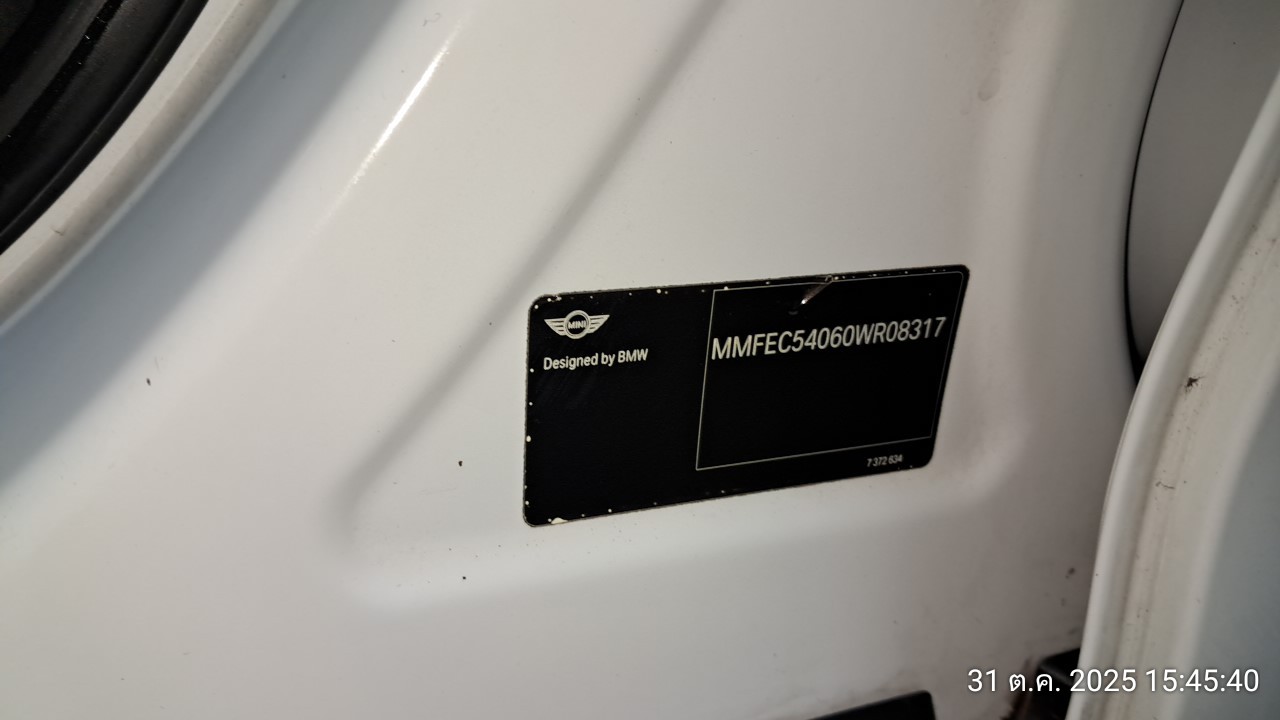 MINI
Designed by BMW
MMFEC54060WR08317
7 372 634
31 ต.ค. 2025 15:45:40